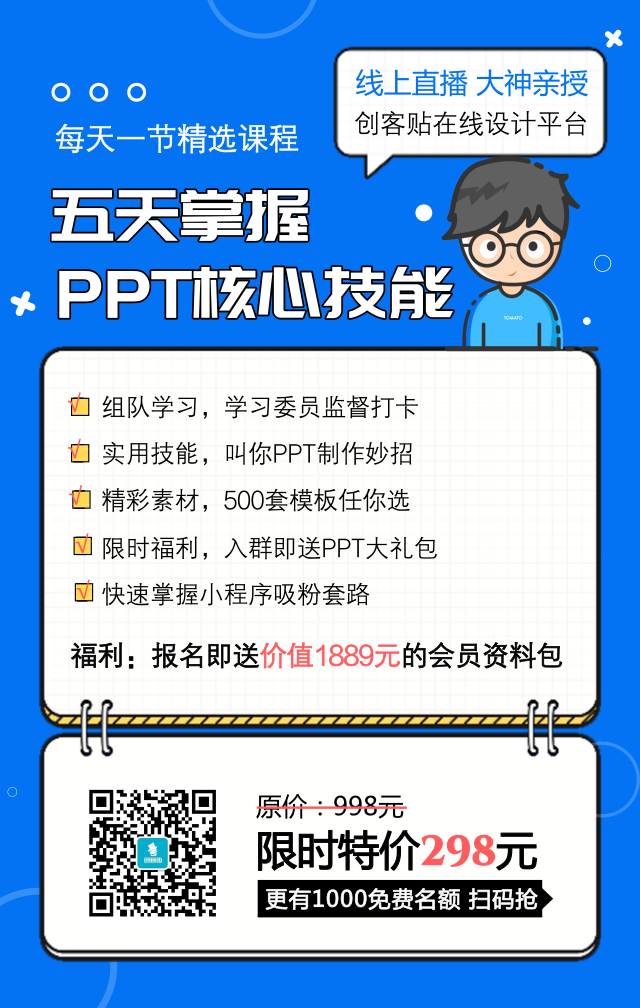 线上直播 大神亲授
创客贴在线设计平台
每天一节精选课程
五天掌握
PPT核心技能
TOMATO
组队学习，学习委员监督打卡
实用技能，叫你PPT制作妙招
精彩素材，500套模板任你选
限时福利，入群即送PPT大礼包
快速掌握小程序吸粉套路
福利：报名即送价值1889元的会员资料包
原价：998元
限时特价298元
更有1000免费名额 扫码抢